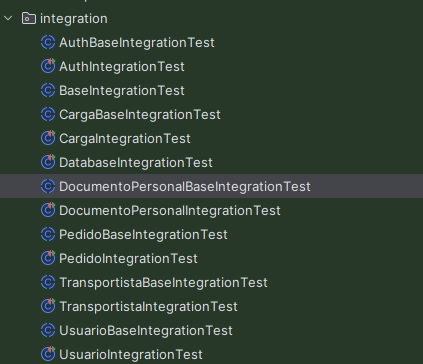 integration
AuthBaseIntegrationTest
AuthIntegrationTest
BaseIntegrationTest
CargaBaseIntegrationTest
CargaIntegrationTest
DatabaseIntegrationTest
DocumentoPersonalBaseIntegrationTest
DocumentoPersonalIntegrationTest
PedidoBaseIntegrationTest
PedidoIntegrationTest
TransportistaBaseIntegrationTest
TransportistaIntegrationTest
UsuarioBaseIntegrationTest
UsuarioIntegrationTest